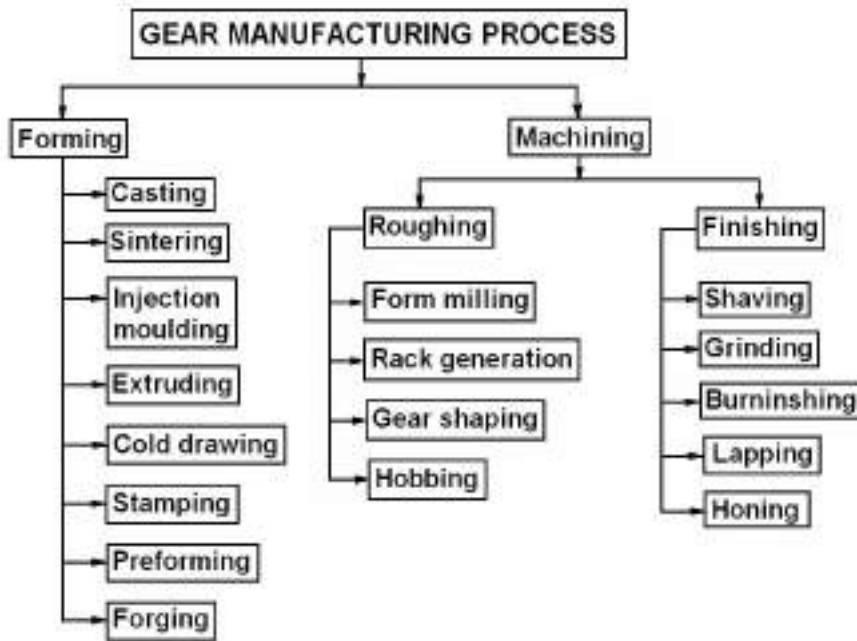 GEAR MANUFACTURING PROCESS
Forming
Machining
Casting
Sintering
Injection
moulding
Extruding
Cold drawing
Stamping
Preforming
Forging
Roughing
Form milling
Rack generation
Gear shaping
Hobbing
Finishing
Shaving
Grinding
Burninshing
Lapping
Honing